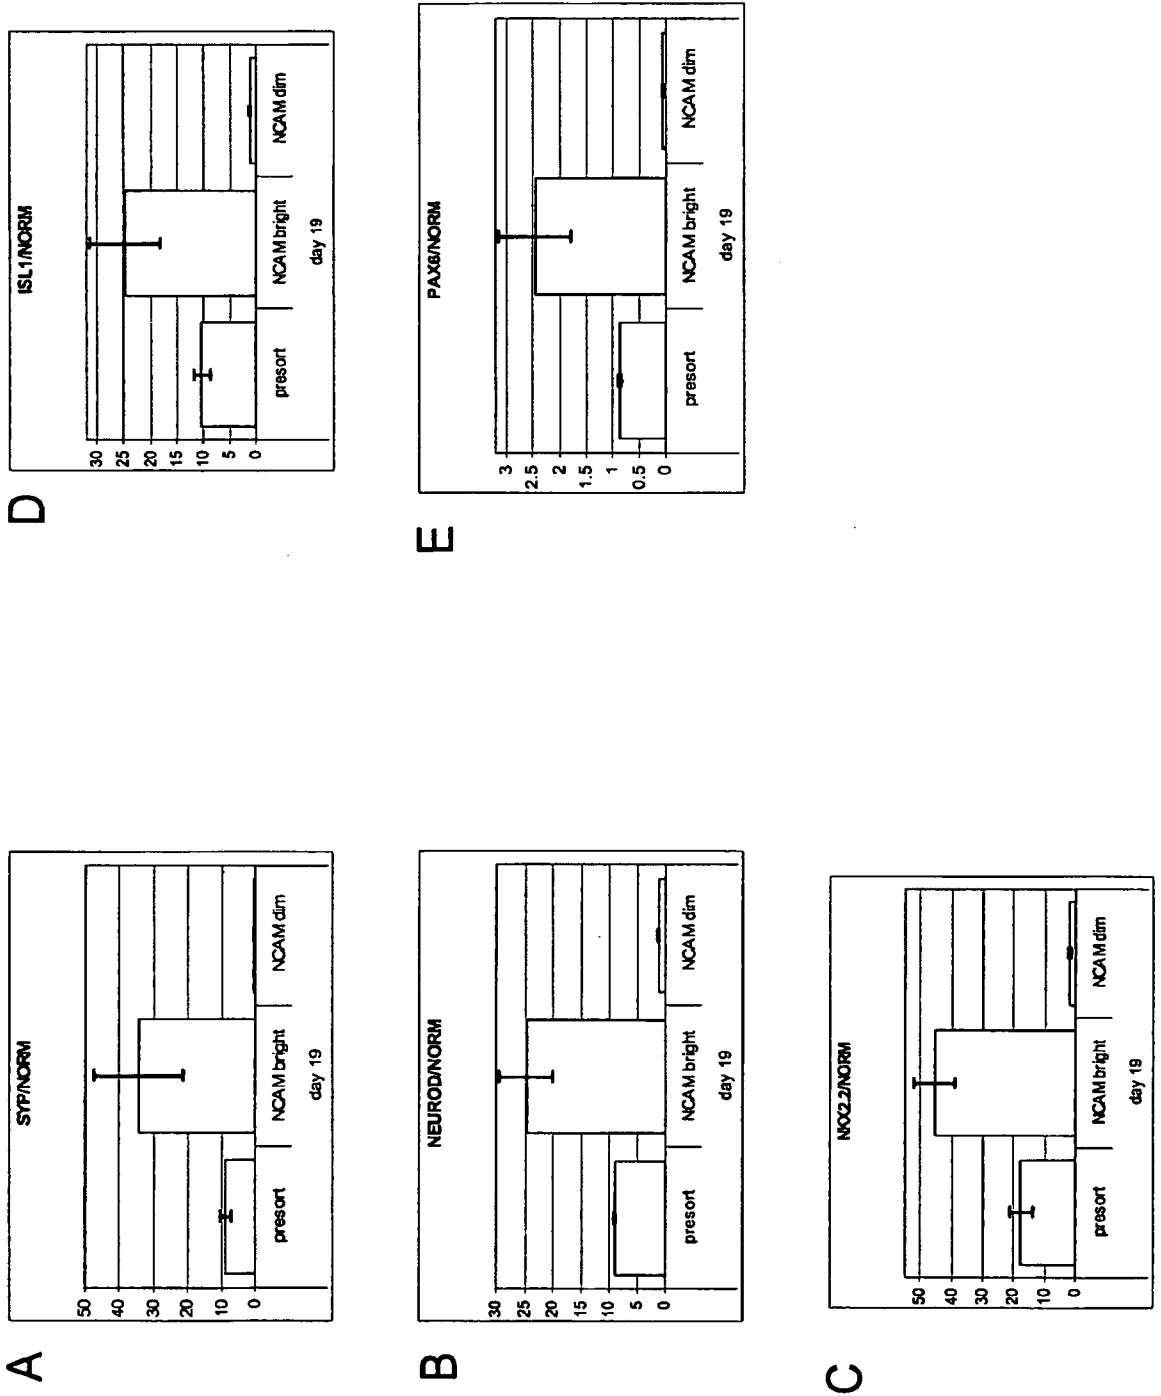 A
SYP/NORM
50
40
30
20
10
0
presort
NCAM bright
NCAM dim
day 19
B
NEUROD/NORM
30
25
20
15
10
5
0
presort
NCAM bright
NCAM dim
day 19
C
NKX2.2/NORM
50
40
30
20
10
0
presort
NCAM bright
NCAM dim
day 19
D
ISL1/NORM
30
25
20
15
10
5
0
presort
NCAM bright
NCAM dim
day 19
E
PAX6/NORM
3
2.5
2
1.5
1
0.5
0
presort
NCAM bright
NCAM dim
day 19